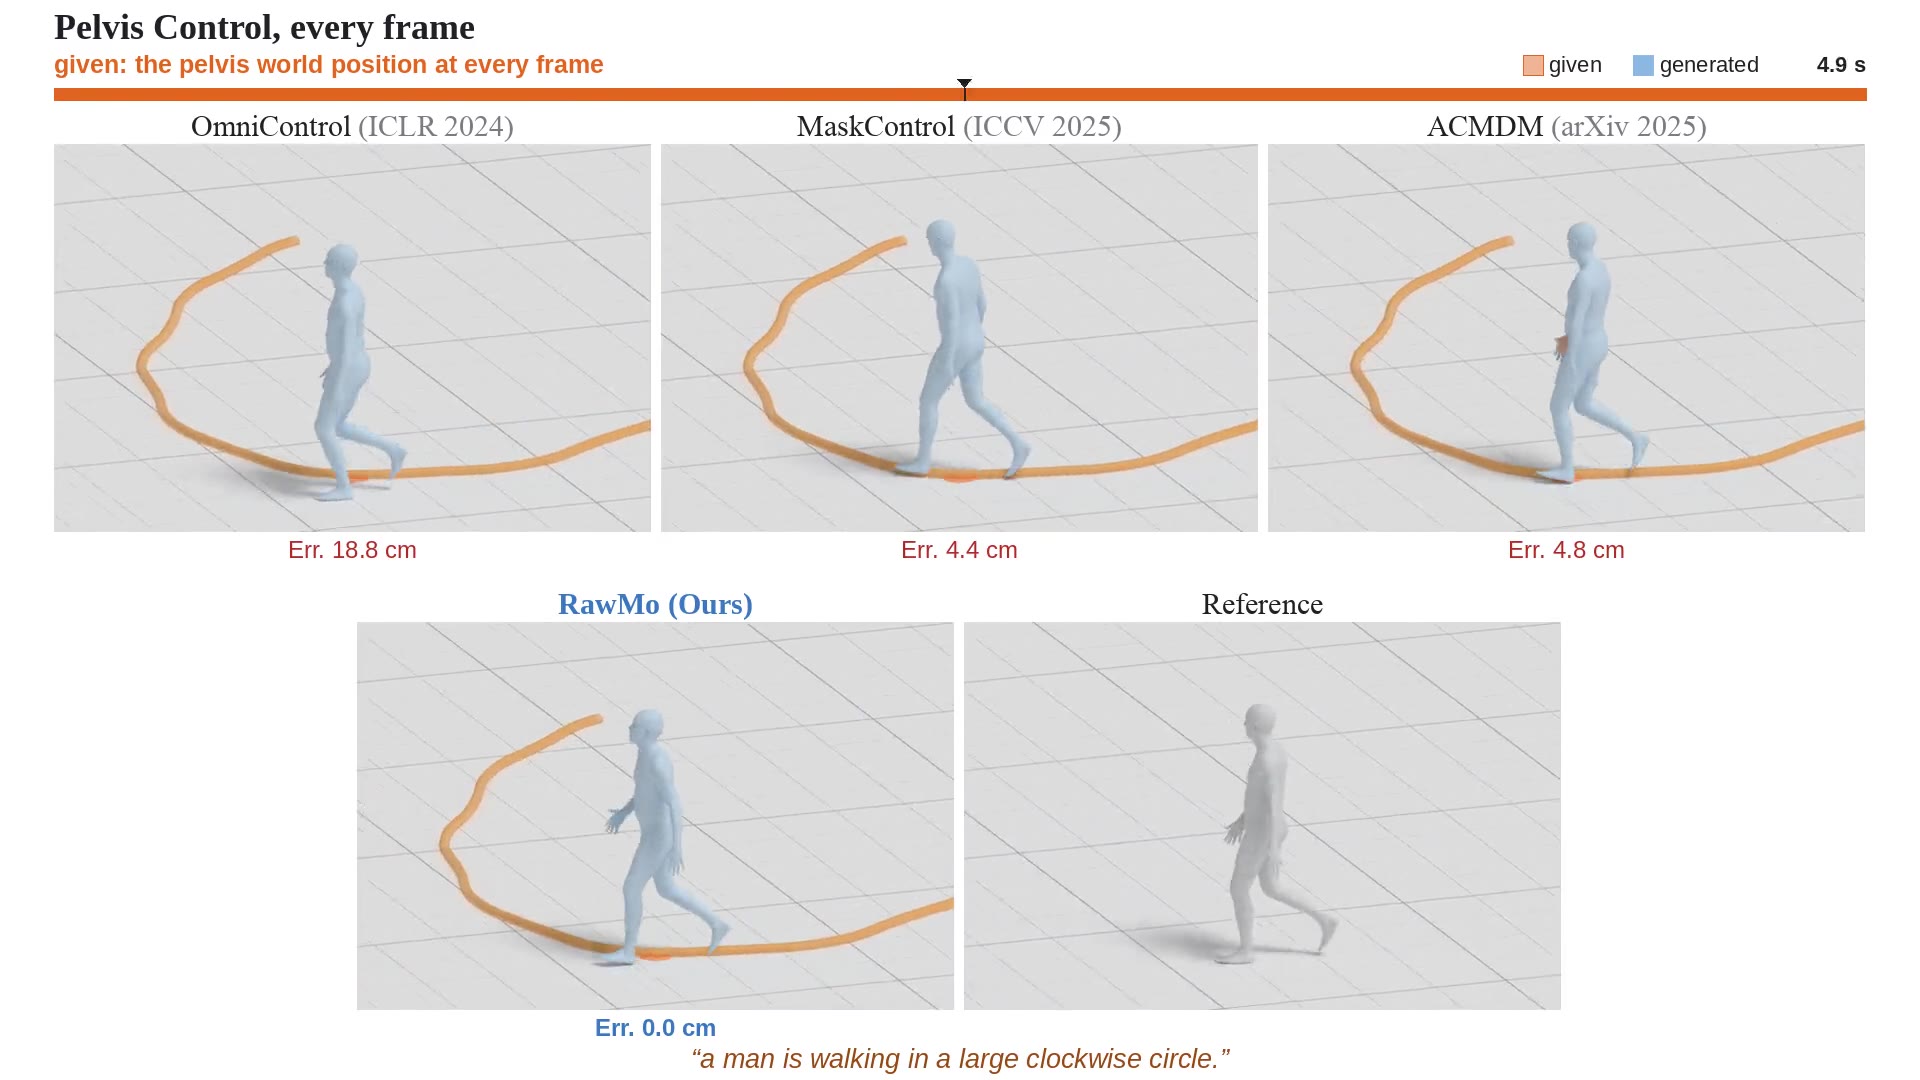 Pelvis Control, every frame
given: the pelvis world position at every frame
given generated 4.9 s
OmniControl (ICLR 2024)
MaskControl (ICCV 2025)
ACMDM (arXiv 2025)
Err. 18.8 cm
Err. 4.4 cm
Err. 4.8 cm
RawMo (Ours)
Reference
Err. 0.0 cm
“a man is walking in a large clockwise circle.”